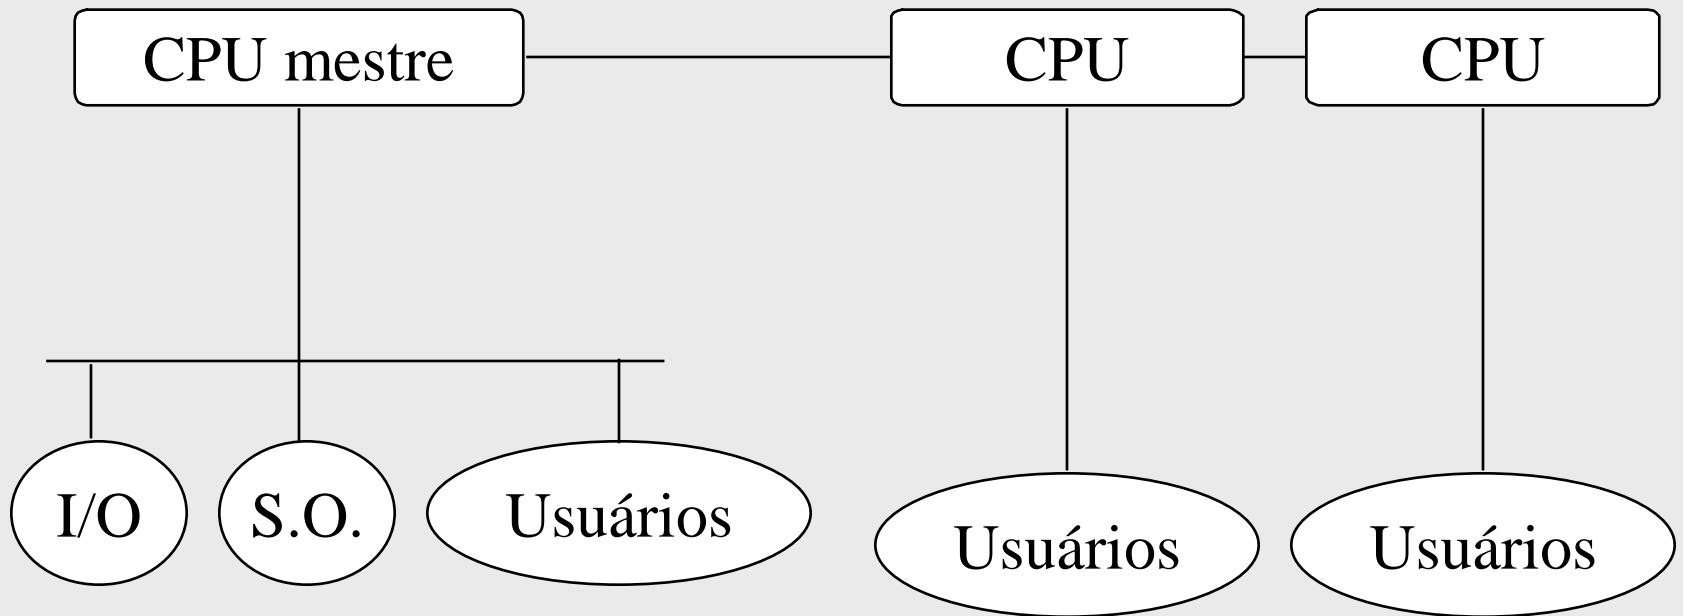 CPU mestre
CPU
CPU
I/O
S.O.
Usuários
Usuários
Usuários